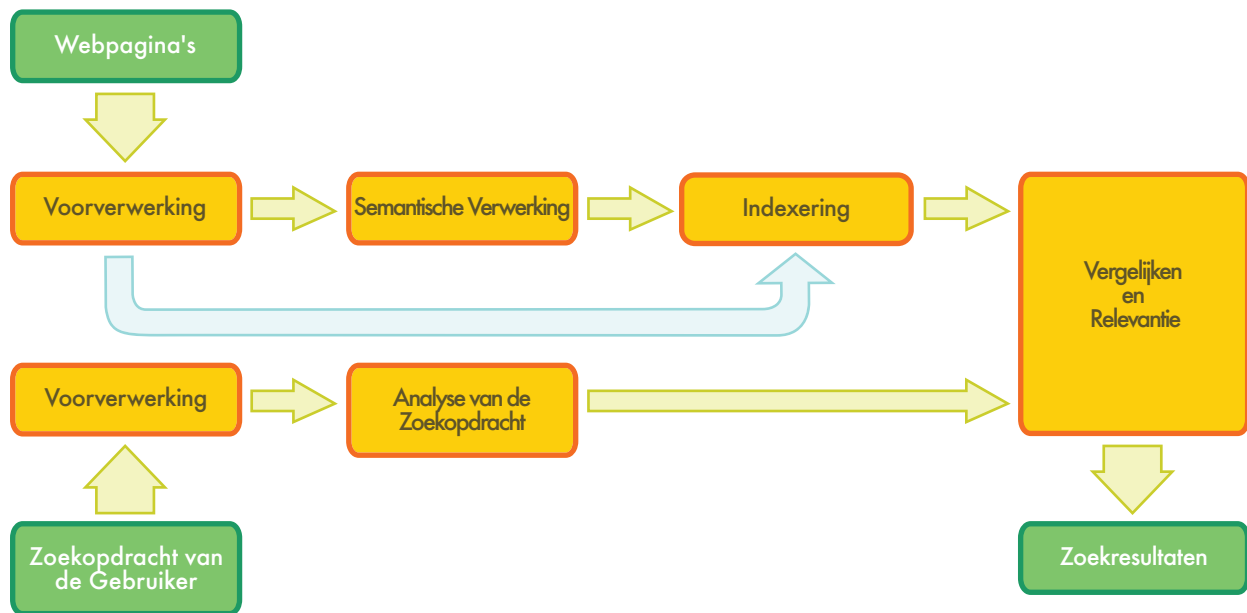 Webpagina's
Voorverwerking
Semantische Verwerking
Indexering
Vergelijken
en
Relevantie
Voorverwerking
Analyse van de
Zoekopdracht
Zoekopdracht van
de Gebruiker
Zoekresultaten